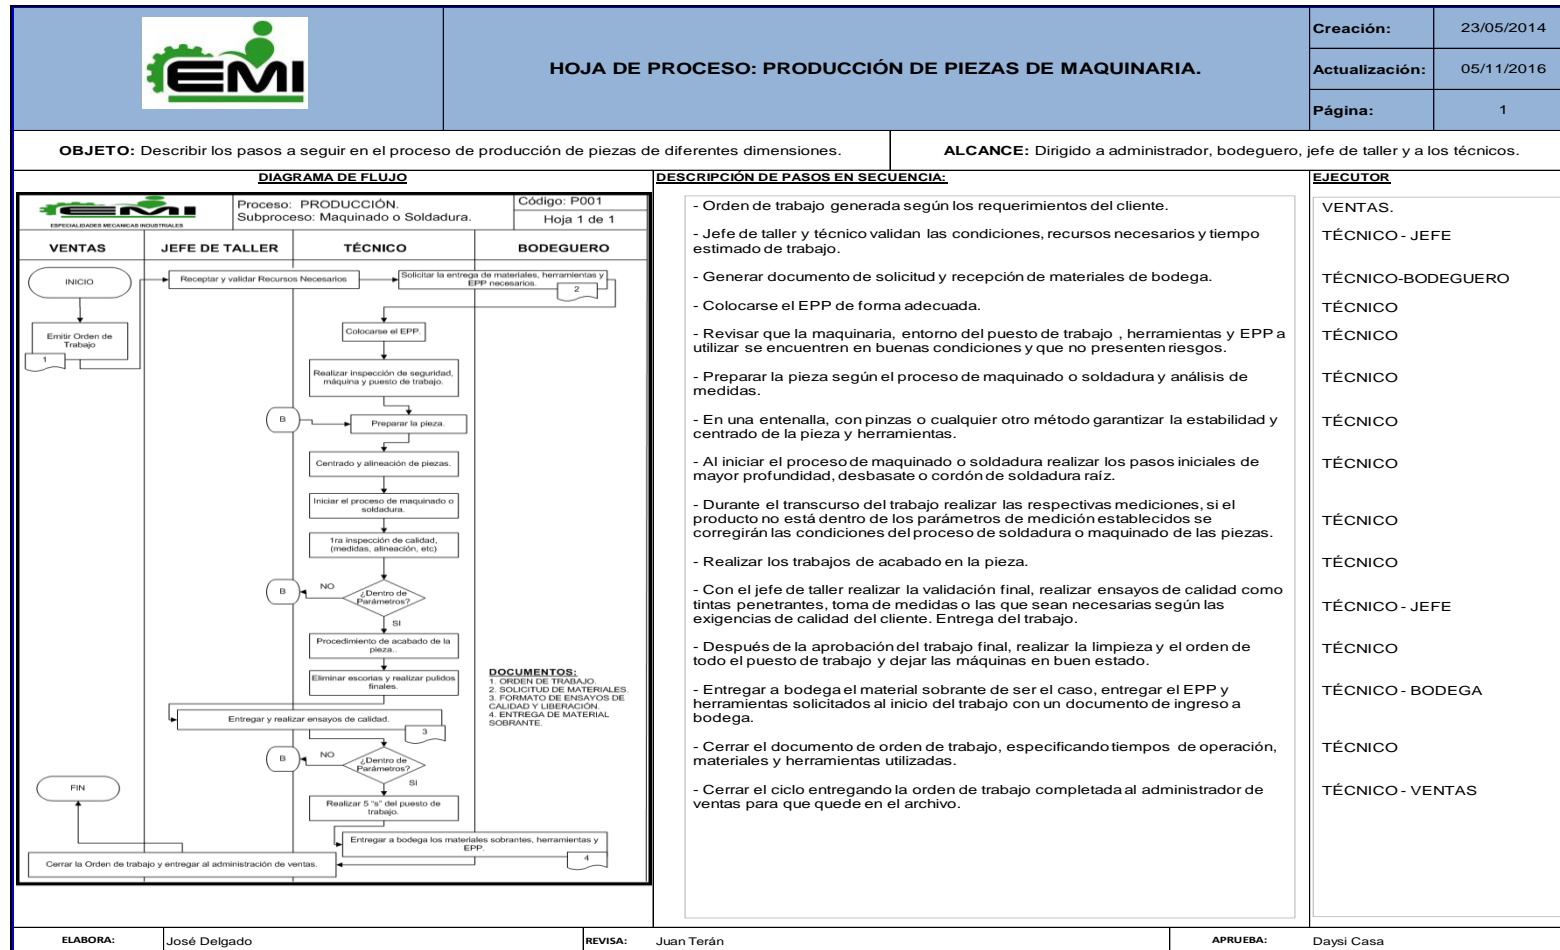 EMI
HOJA DE PROCESO: PRODUCCIÓN DE PIEZAS DE MAQUINARIA.
Creación: 23/05/2014
Actualización: 05/11/2016
Página: 1
OBJETO: Describir los pasos a seguir en el proceso de producción de piezas de diferentes dimensiones.
ALCANCE: Dirigido a administrador, bodeguero, jefe de taller y a los técnicos.
DIAGRAMA DE FLUJO
EMI
ESPECIALIDADES MECANICAS INDUSTRIALES
Proceso: PRODUCCIÓN.
Subproceso: Maquinado o Soldadura.
Código: P001
Hoja 1 de 1
VENTAS
JEFE DE TALLER
TÉCNICO
BODEGUERO
INICIO
Emitir Orden de
Trabajo
1
Receptar y validar Recursos Necesarios
Solicitar la entrega de materiales, herramientas y
EPP necesarios.
2
Colocarse el EPP.
Realizar inspección de seguridad,
máquina y puesto de trabajo.
B
Preparar la pieza.
Centrado y alineación de piezas.
Iniciar el proceso de maquinado o
soldadura.
1ra inspección de calidad,
(medidas, alineación, etc)
B
NO
¿Dentro de
Parámetros?
SI
Procedimiento de acabado de la
pieza..
Eliminar escorias y realizar pulidos
finales.
Entregar y realizar ensayos de calidad.
3
B
NO
¿Dentro de
Parámetros?
SI
Realizar 5 "s" del puesto de
trabajo.
Entregar a bodega los materiales sobrantes, herramientas y
EPP.
4
Cerrar la Orden de trabajo y entregar al administración de ventas.
FIN
DOCUMENTOS:
1. ORDEN DE TRABAJO.
2. SOLICITUD DE MATERIALES.
3. FORMATO DE ENSAYOS DE
CALIDAD Y LIBERACIÓN.
4. ENTREGA DE MATERIAL
SOBRANTE.
DESCRIPCIÓN DE PASOS EN SECUENCIA:
EJECUTOR
- Orden de trabajo generada según los requerimientos del cliente.
VENTAS.
- Jefe de taller y técnico validan las condiciones, recursos necesarios y tiempo
estimado de trabajo.
TÉCNICO - JEFE
- Generar documento de solicitud y recepción de materiales de bodega.
TÉCNICO-BODEGUERO
- Colocarse el EPP de forma adecuada.
TÉCNICO
- Revisar que la maquinaria, entorno del puesto de trabajo , herramientas y EPP a
utilizar se encuentren en buenas condiciones y que no presenten riesgos.
TÉCNICO
- Preparar la pieza según el proceso de maquinado o soldadura y análisis de
medidas.
TÉCNICO
- En una entenalla, con pinzas o cualquier otro método garantizar la estabilidad y
centrado de la pieza y herramientas.
TÉCNICO
- Al iniciar el proceso de maquinado o soldadura realizar los pasos iniciales de
mayor profundidad, desbasate o cordón de soldadura raíz.
TÉCNICO
- Durante el transcurso del trabajo realizar las respectivas mediciones, si el
producto no está dentro de los parámetros de medición establecidos se
corregirán las condiciones del proceso de soldadura o maquinado de las piezas.
TÉCNICO
- Realizar los trabajos de acabado en la pieza.
TÉCNICO
- Con el jefe de taller realizar la validación final, realizar ensayos de calidad como
tintas penetrantes, toma de medidas o las que sean necesarias según las
exigencias de calidad del cliente. Entrega del trabajo.
TÉCNICO - JEFE
- Después de la aprobación del trabajo final, realizar la limpieza y el orden de
todo el puesto de trabajo y dejar las máquinas en buen estado.
TÉCNICO
- Entregar a bodega el material sobrante de ser el caso, entregar el EPP y
herramientas solicitados al inicio del trabajo con un documento de ingreso a
bodega.
TÉCNICO - BODEGA
- Cerrar el documento de orden de trabajo, especificando tiempos de operación,
materiales y herramientas utilizadas.
TÉCNICO
- Cerrar el ciclo entregando la orden de trabajo completada al administrador de
ventas para que quede en el archivo.
TÉCNICO - VENTAS
ELABORA: José Delgado
REVISA: Juan Terán
APRUEBA: Daysi Casa